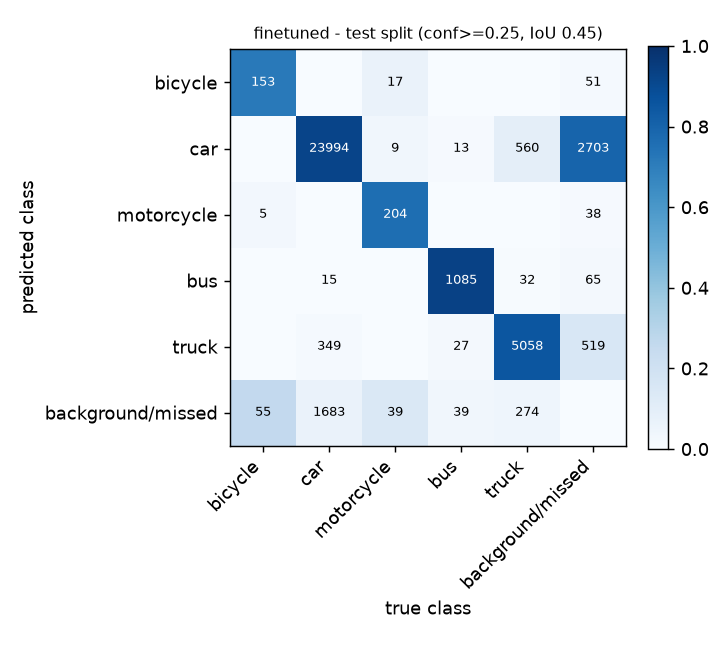 finetuned - test split (conf>=0.25, IoU 0.45)
predicted class
bicycle 153 17 51
car 23994 9 13 560 2703
motorcycle 5 204 38
bus 15 1085 32 65
truck 349 27 5058 519
background/missed 55 1683 39 39 274
bicycle
car
motorcycle
bus
truck
background/missed
true class
1.0
0.8
0.6
0.4
0.2
0.0